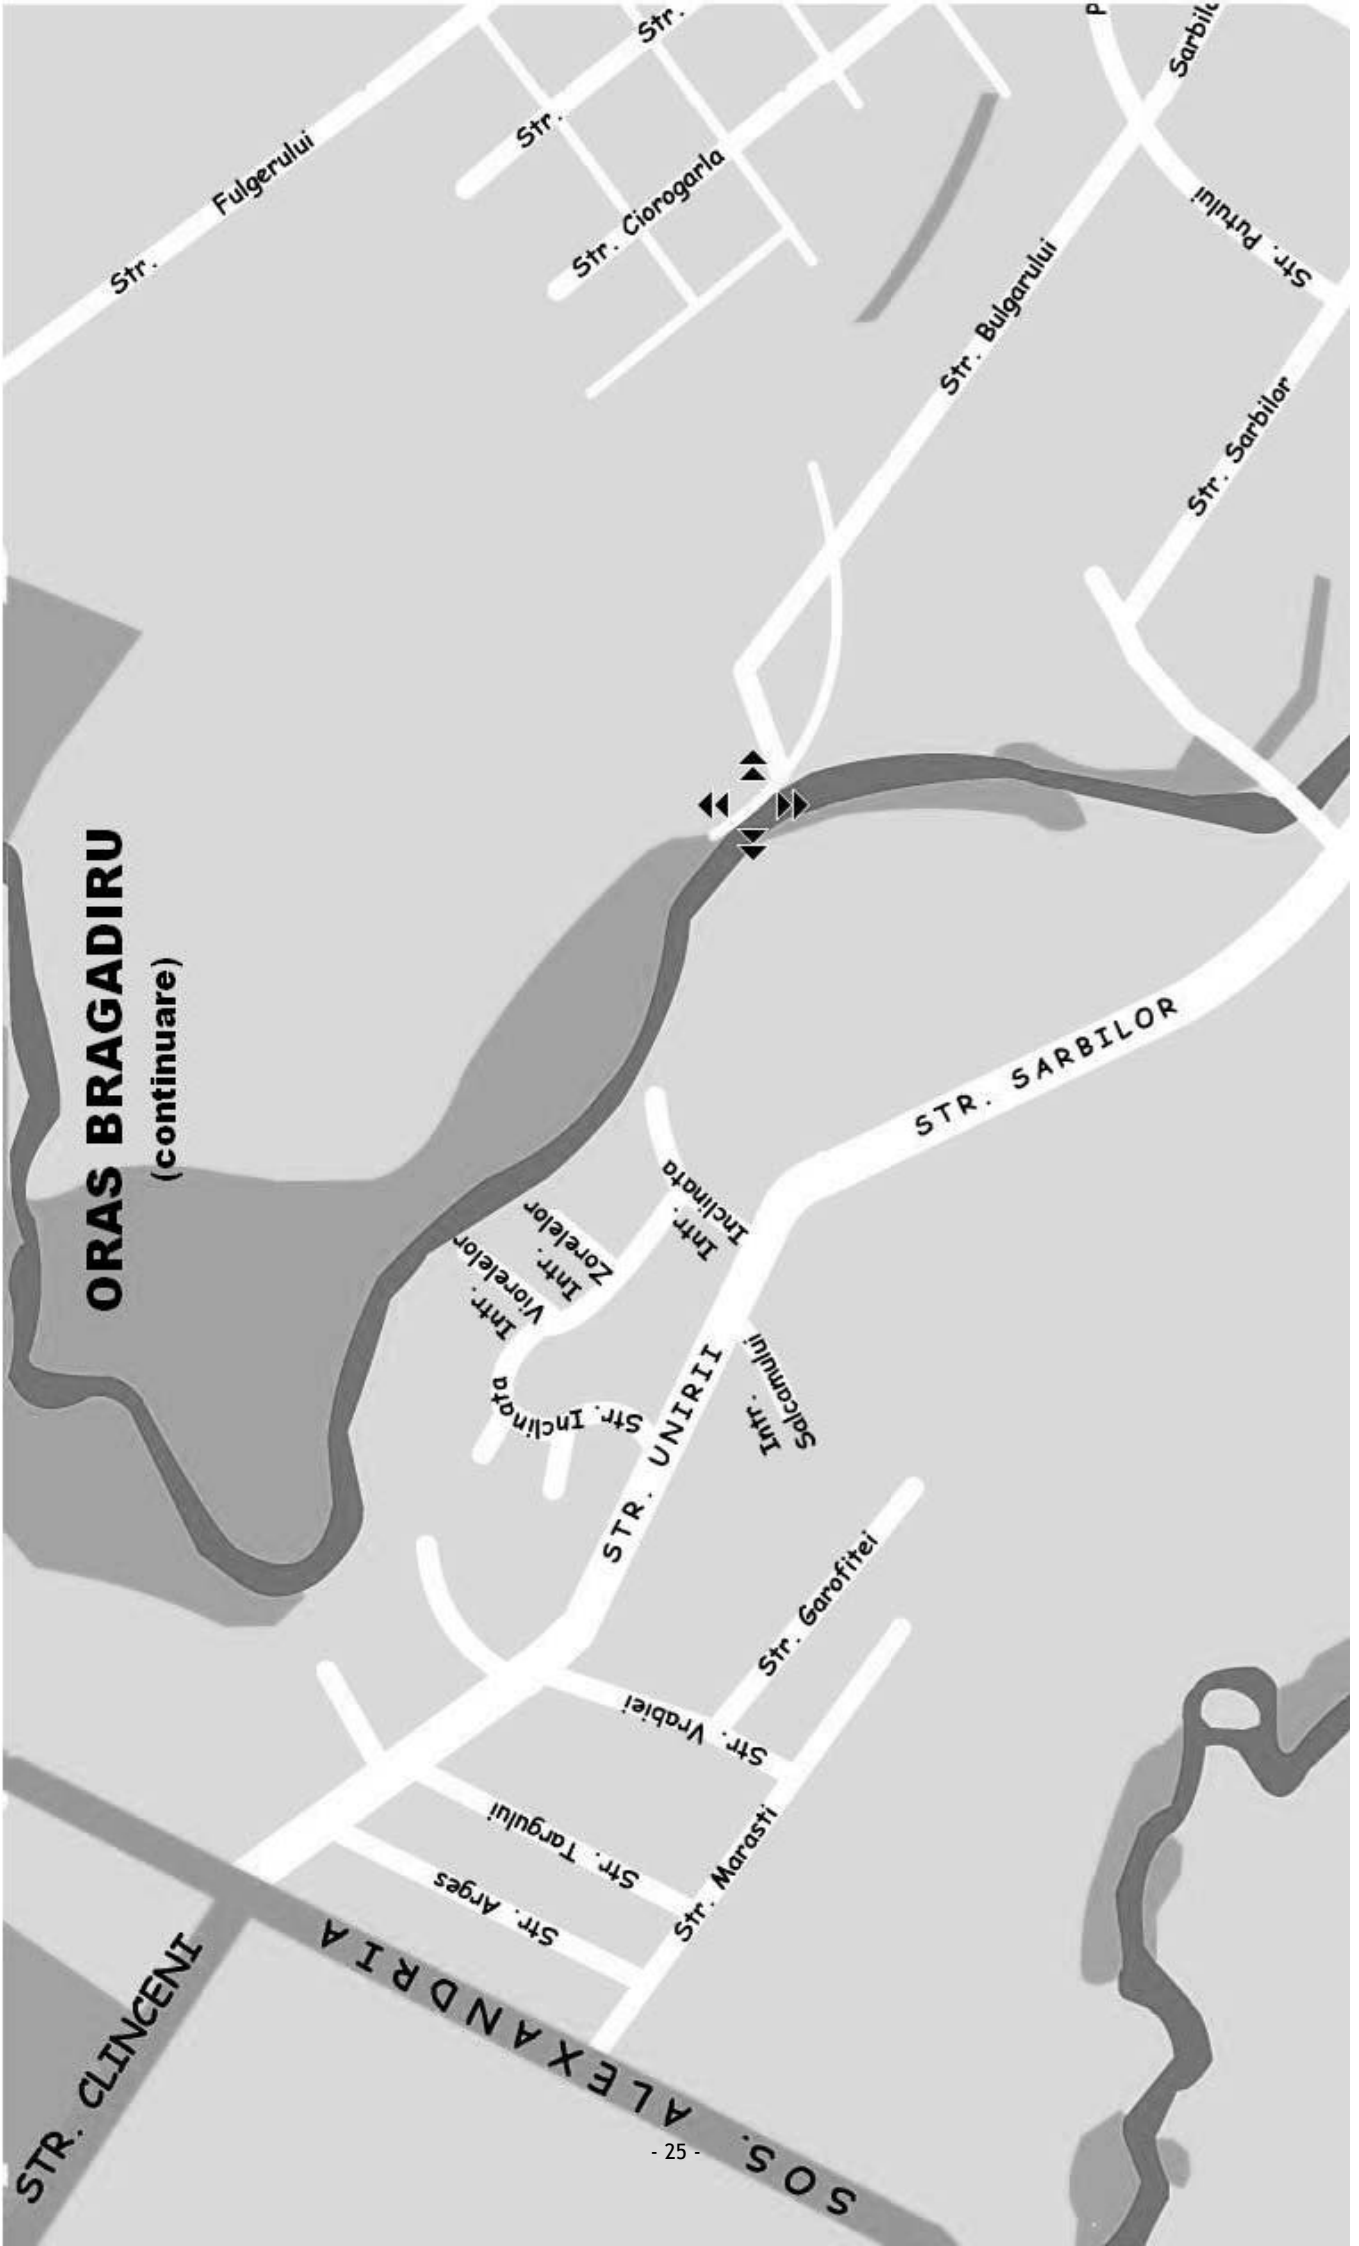 ORAS BRAGADIRU
(continuare)
Str. Fulgerului
Str. Str.
Str. Ciorogarla
Sarbilo
Str. Putului
Str. Bulgarului
Str. Sarbilor
STR. SARBILOR
Intr.
Inclinata
Intr.
Zorelelor
Intr.
Viorelelor
Str. Inclinata
STR. UNIRII
Intr.
Salcamului
Str. Garofitei
Str. Vrabiei
Str. Targului
Str. Marasti
Str. Arges
SOS. ALEXANDRIA
STR. CLINCENI
- 25 -